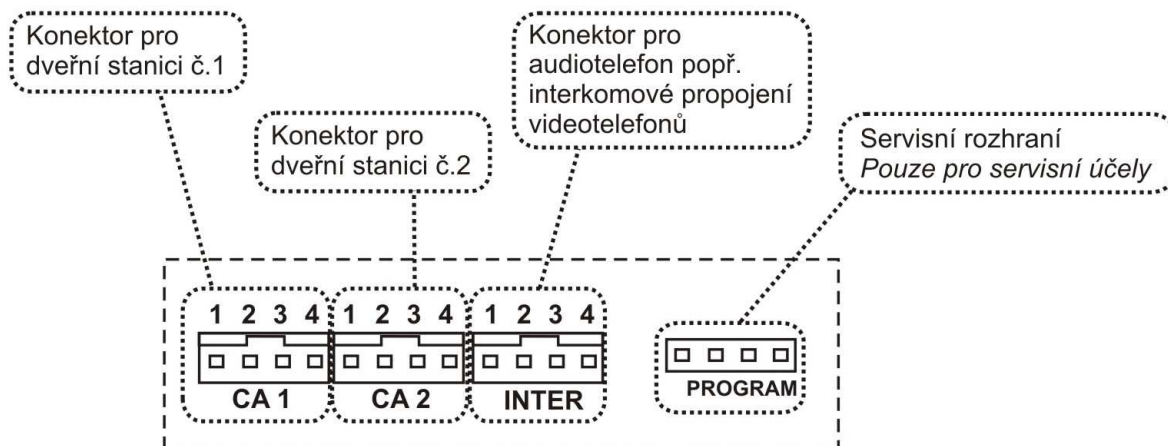 Konektor pro
dveřní stanici č.1
Konektor pro
dveřní stanici č.2
Konektor pro
audiotelefon popř.
interkomové propojení
videotelefonů
Servisní rozhraní
Pouze pro servisní účely
1 2 3 4 1 2 3 4 1 2 3 4
CA 1 CA 2 INTER PROGRAM